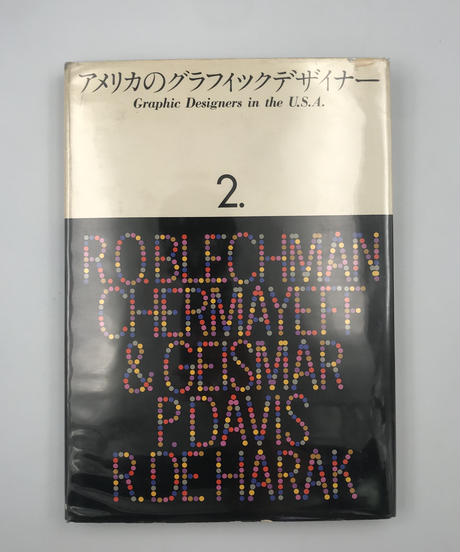 アメリカのグラフィックデザイナー
Graphic Designers in the U.S.A.
2.
R.O.BLECHMAN
CHERMAYEFF
& GEISMAR
P.DAVIS
R.DE HARAK